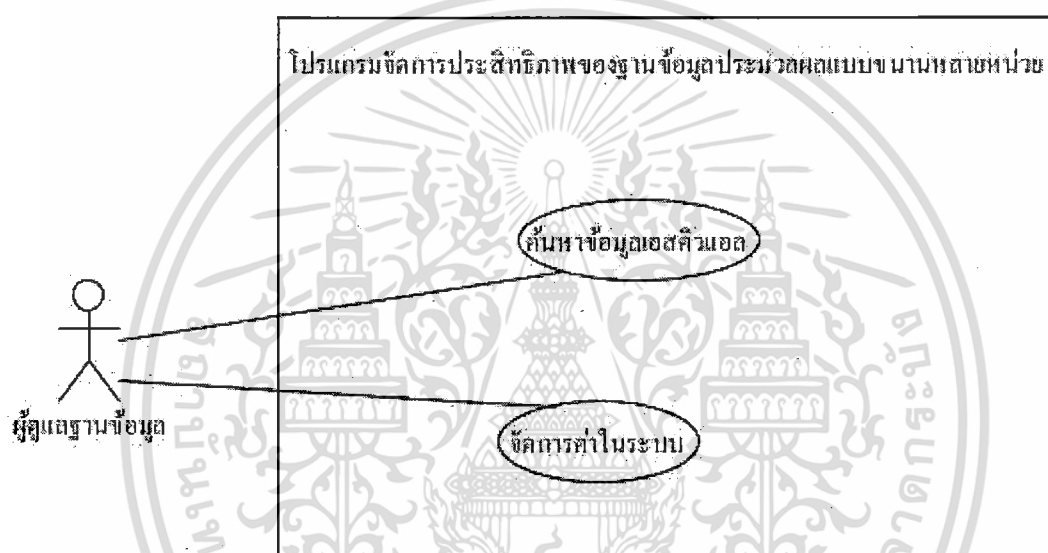 โปรแกรมจัดการประสิทธิภาพของฐานข้อมูลประมวลผลแบบขนานหลายหน่วย
ค้นหาข้อมูลเอสคิวแอล
ผู้ดูแลฐานข้อมูล
จัดการค่าในระบบ